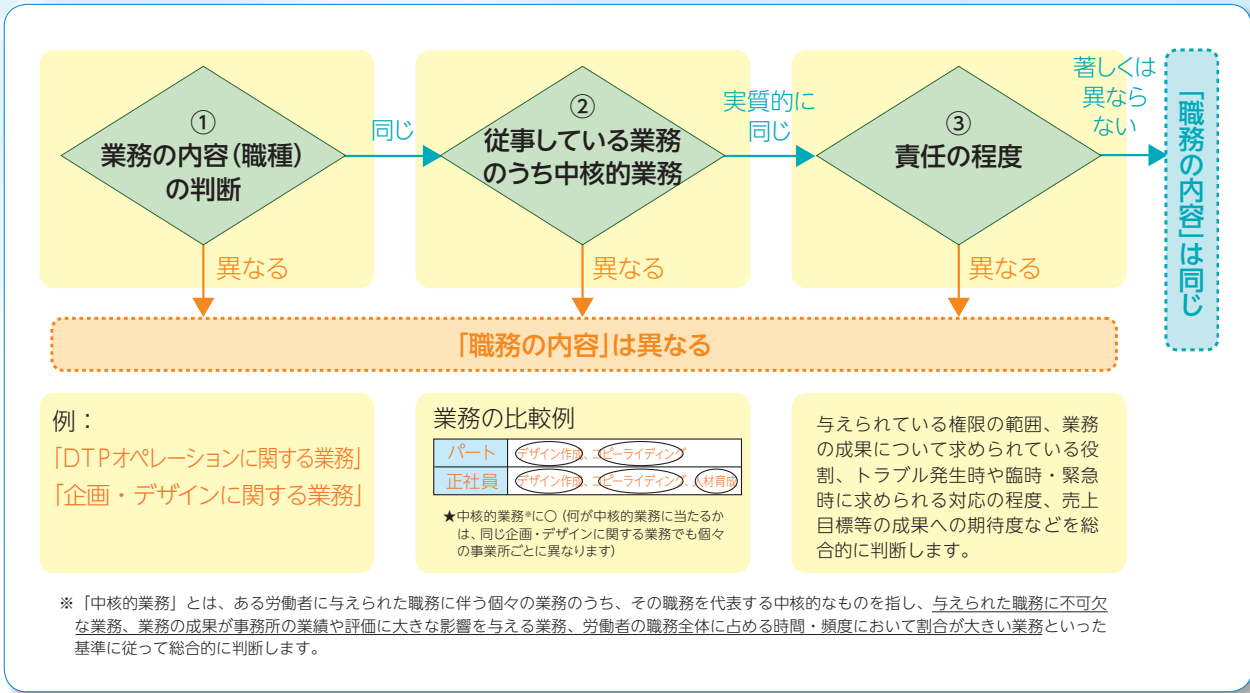 ①
業務の内容(職種)
の判断
同じ
異なる
②
従事している業務
のうち中核的業務
実質的に
同じ
異なる
③
責任の程度
著しくは
異なら
ない
異なる
「職務の内容」は同じ
「職務の内容」は異なる
例：
「DTPオペレーションに関する業務」
「企画・デザインに関する業務」
業務の比較例
パート
デザイン作成、コピーライディング
正社員
デザイン作成、コピーライディング、人材育成
★中核的業務※に〇（何が中核的業務に当たるか
は、同じ企画・デザインに関する業務でも個々
の事業所ごとに異なります）
与えられている権限の範囲、業務
の成果について求められている役
割、トラブル発生時や臨時・緊急
時に求められる対応の程度、売上
目標等の成果への期待度などを総
合的に判断します。
※「中核的業務」とは、ある労働者に与えられた職務に伴う個々の業務のうち、その職務を代表する中核的なものを指し、与えられた職務に不可欠
な業務、業務の成果が事務所の業績や評価に大きな影響を与える業務、労働者の職務全体に占める時間・頻度において割合が大きい業務といった
基準に従って総合的に判断します。